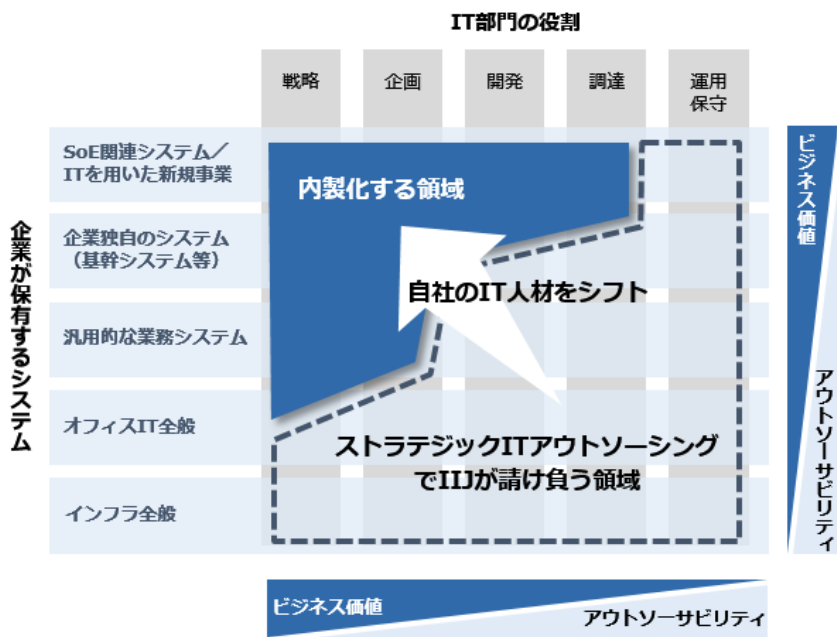 IT部門の役割
戦略
企画
開発
調達
運用
保守
企業が保有するシステム
SoE関連システム／
ITを用いた新規事業
企業独自のシステム
（基幹システム等）
汎用的な業務システム
オフィスIT全般
インフラ全般
内製化する領域
自社のIT人材をシフト
ストラテジックITアウトソーシング
でIIJが請け負う領域
ビジネス価値
アウトソーサビリティ
ビジネス価値
アウトソーサビリティ